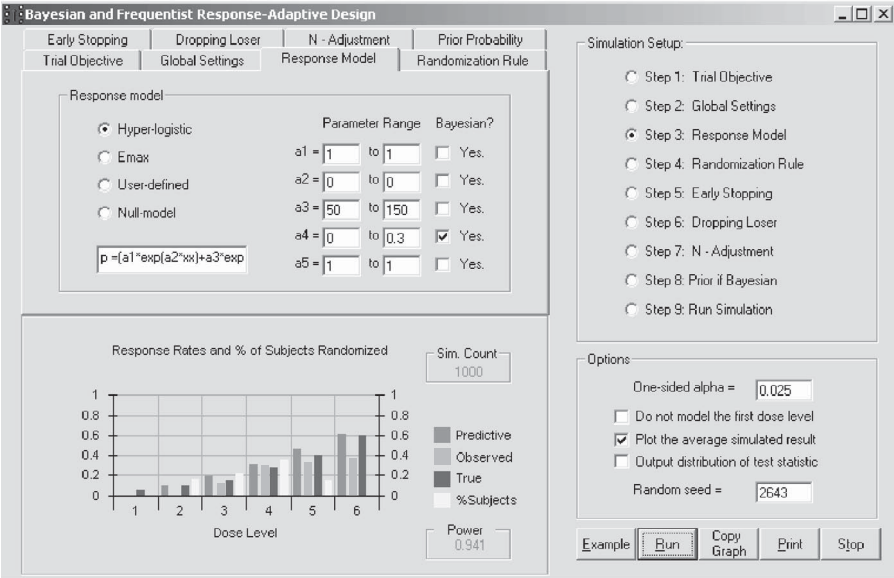 Bayesian and Frequentist Response-Adaptive Design
Early Stopping Dropping Loser N - Adjustment Prior Probability
Trial Objective Global Settings Response Model Randomization Rule
Response model
Parameter Range Bayesian?
Hyper-logistic
Emax
User-defined
Null-model
p =(a1*exp(a2*xx)+a3*exp
a1 = 1 to 1 Yes.
a2 = 0 to 0 Yes.
a3 = 50 to 150 Yes.
a4 = 0 to 0.3 Yes.
a5 = 1 to 1 Yes.
Response Rates and % of Subjects Randomized
1 1
0.8 0.8
0.6 0.6
0.4 0.4
0.2 0.2
0 0
1 2 3 4 5 6
Dose Level
Sim. Count
1000
Predictive
Observed
True
%Subjects
Power
0.941
Simulation Setup:
Step 1: Trial Objective
Step 2: Global Settings
Step 3: Response Model
Step 4: Randomization Rule
Step 5: Early Stopping
Step 6: Dropping Loser
Step 7: N - Adjustment
Step 8: Prior if Bayesian
Step 9: Run Simulation
Options
One-sided alpha = 0.025
Do not model the first dose level
Plot the average simulated result
Output distribution of test statistic
Random seed = 2643
Example Run Copy Graph Print Stop